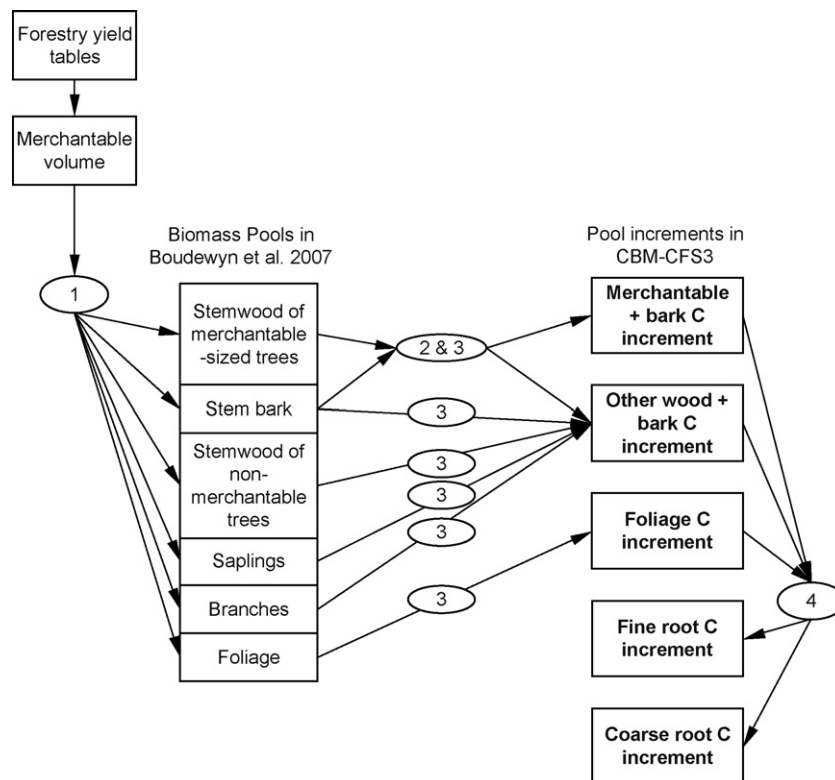 Forestry yield
tables
Merchantable
volume
1
Biomass Pools in
Boudewyn et al. 2007
Stemwood of
merchantable
-sized trees
Stem bark
Stemwood of
non-
merchantable
trees
Saplings
Branches
Foliage
2 & 3
3
3
3
3
3
Pool increments in
CBM-CFS3
Merchantable
+ bark C
increment
Other wood +
bark C
increment
Foliage C
increment
Fine root C
increment
Coarse root C
increment
4